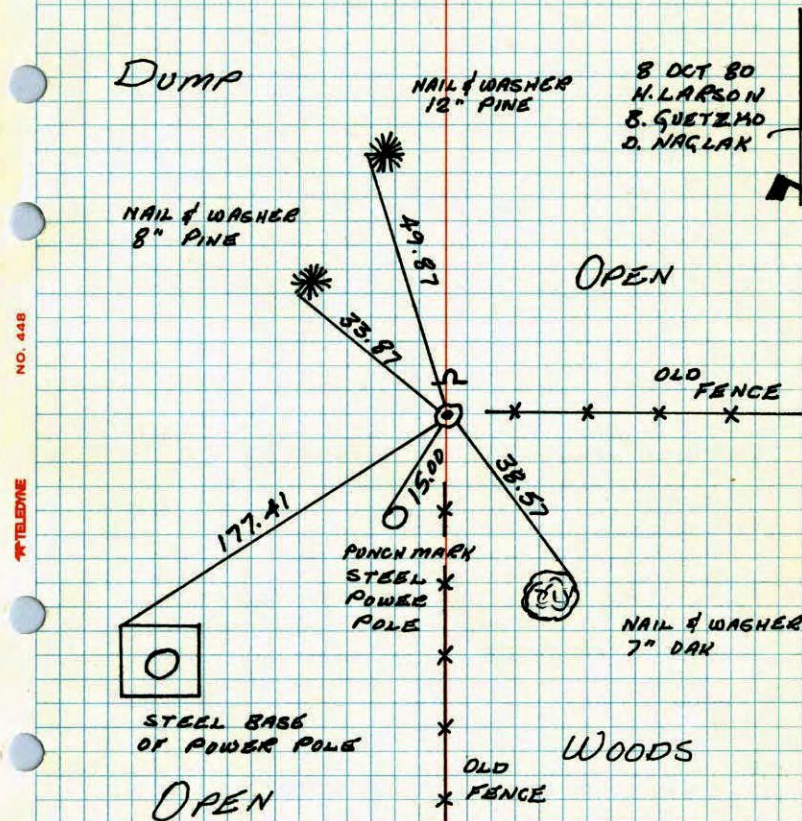 DUMP
NAIL & WASHER
12" PINE
8 OCT 80
H. LARSON
B. GUETZKO
D. NAGLAK
NAIL & WASHER
8" PINE
49.87
OPEN
33.87
NO. 448
OLD
FENCE
15.00
38.57
177.41
TELEDYNE
PUNCH MARK
STEEL
POWER
POLE
NAIL & WASHER
7" OAK
STEEL BASE
OF POWER POLE
WOODS
OLD
FENCE
OPEN